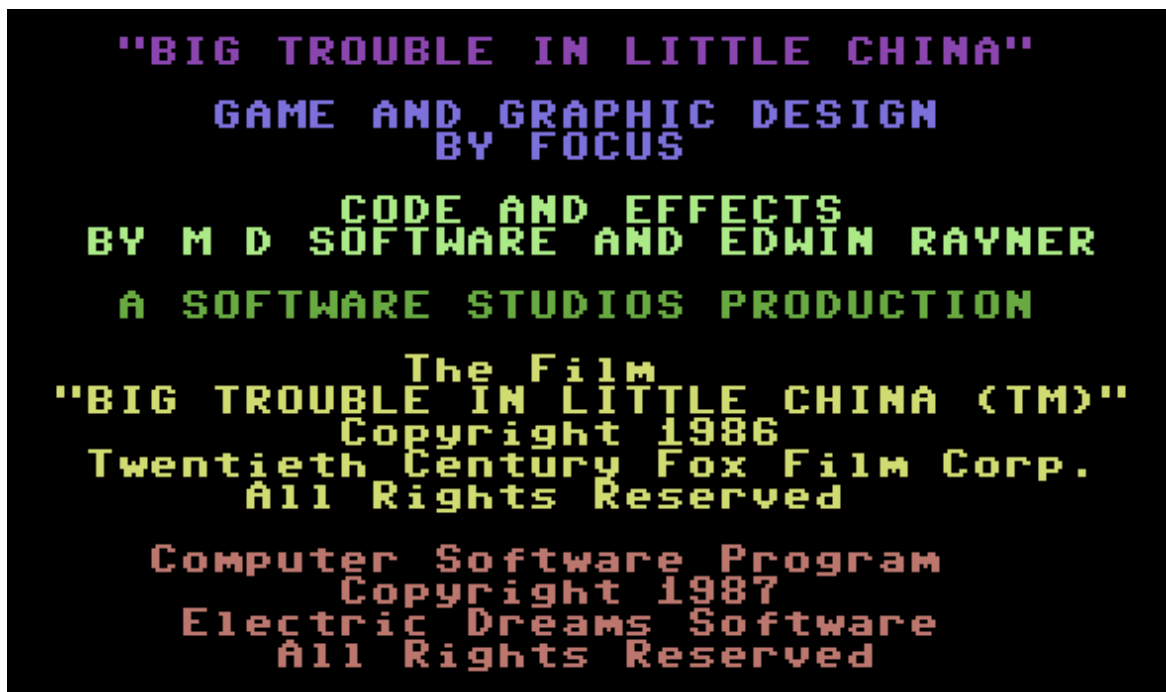 "BIG TROUBLE IN LITTLE CHINA"
GAME AND GRAPHIC DESIGN
BY FOCUS
CODE AND EFFECTS
BY M D SOFTWARE AND EDWIN RAYNER
A SOFTWARE STUDIOS PRODUCTION
The Film
"BIG TROUBLE IN LITTLE CHINA (TM)"
Copyright 1986
Twentieth Century Fox Film Corp.
All Rights Reserved
Computer Software Program
Copyright 1987
Electric Dreams Software
All Rights Reserved